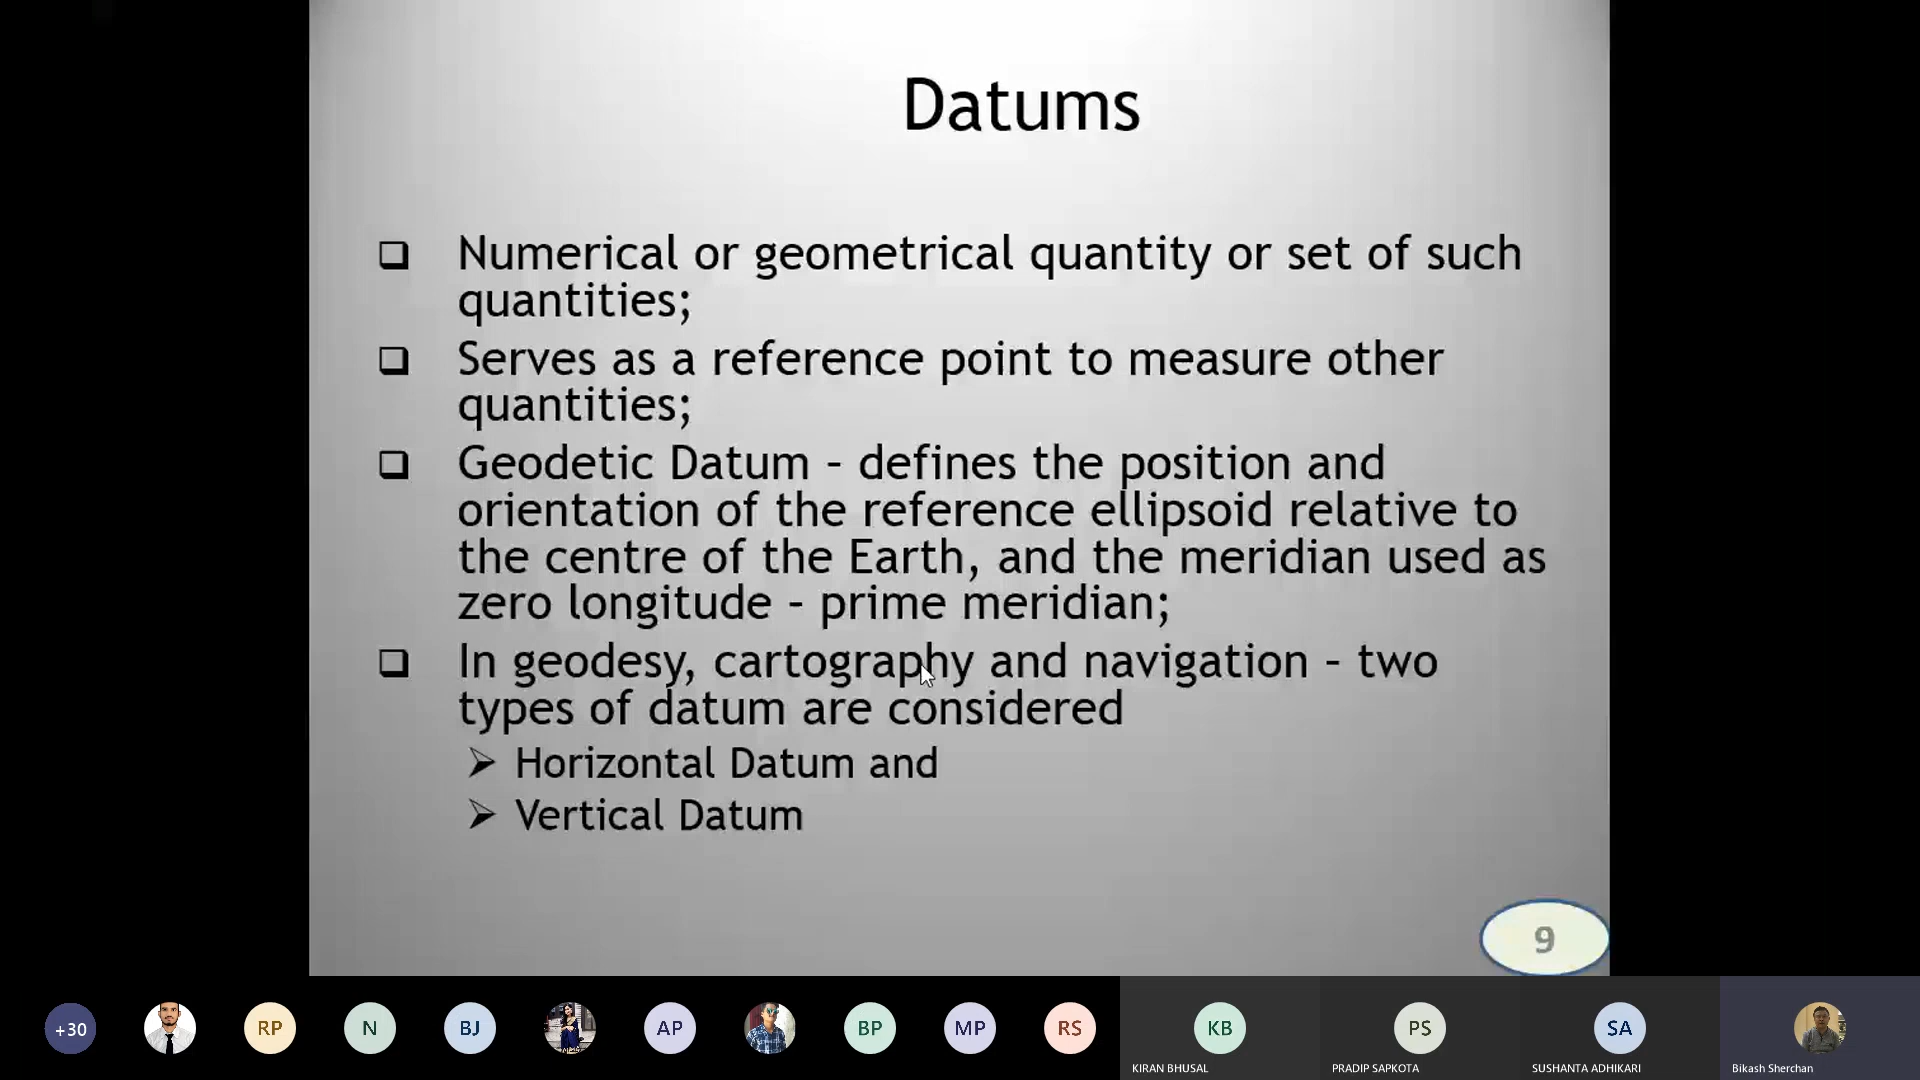 Datums
Numerical or geometrical quantity or set of such
quantities;
Serves as a reference point to measure other
quantities;
Geodetic Datum – defines the position and
orientation of the reference ellipsoid relative to
the centre of the Earth, and the meridian used as
zero longitude – prime meridian;
In geodesy, cartography and navigation – two
types of datum are considered
Horizontal Datum and
Vertical Datum
9
+30
RP
N
BJ
AP
BP
MP
RS
KB
PS
SA
KIRAN BHUSAL
PRADIP SAPKOTA
SUSHANTA ADHIKARI
Bikash Sherchan